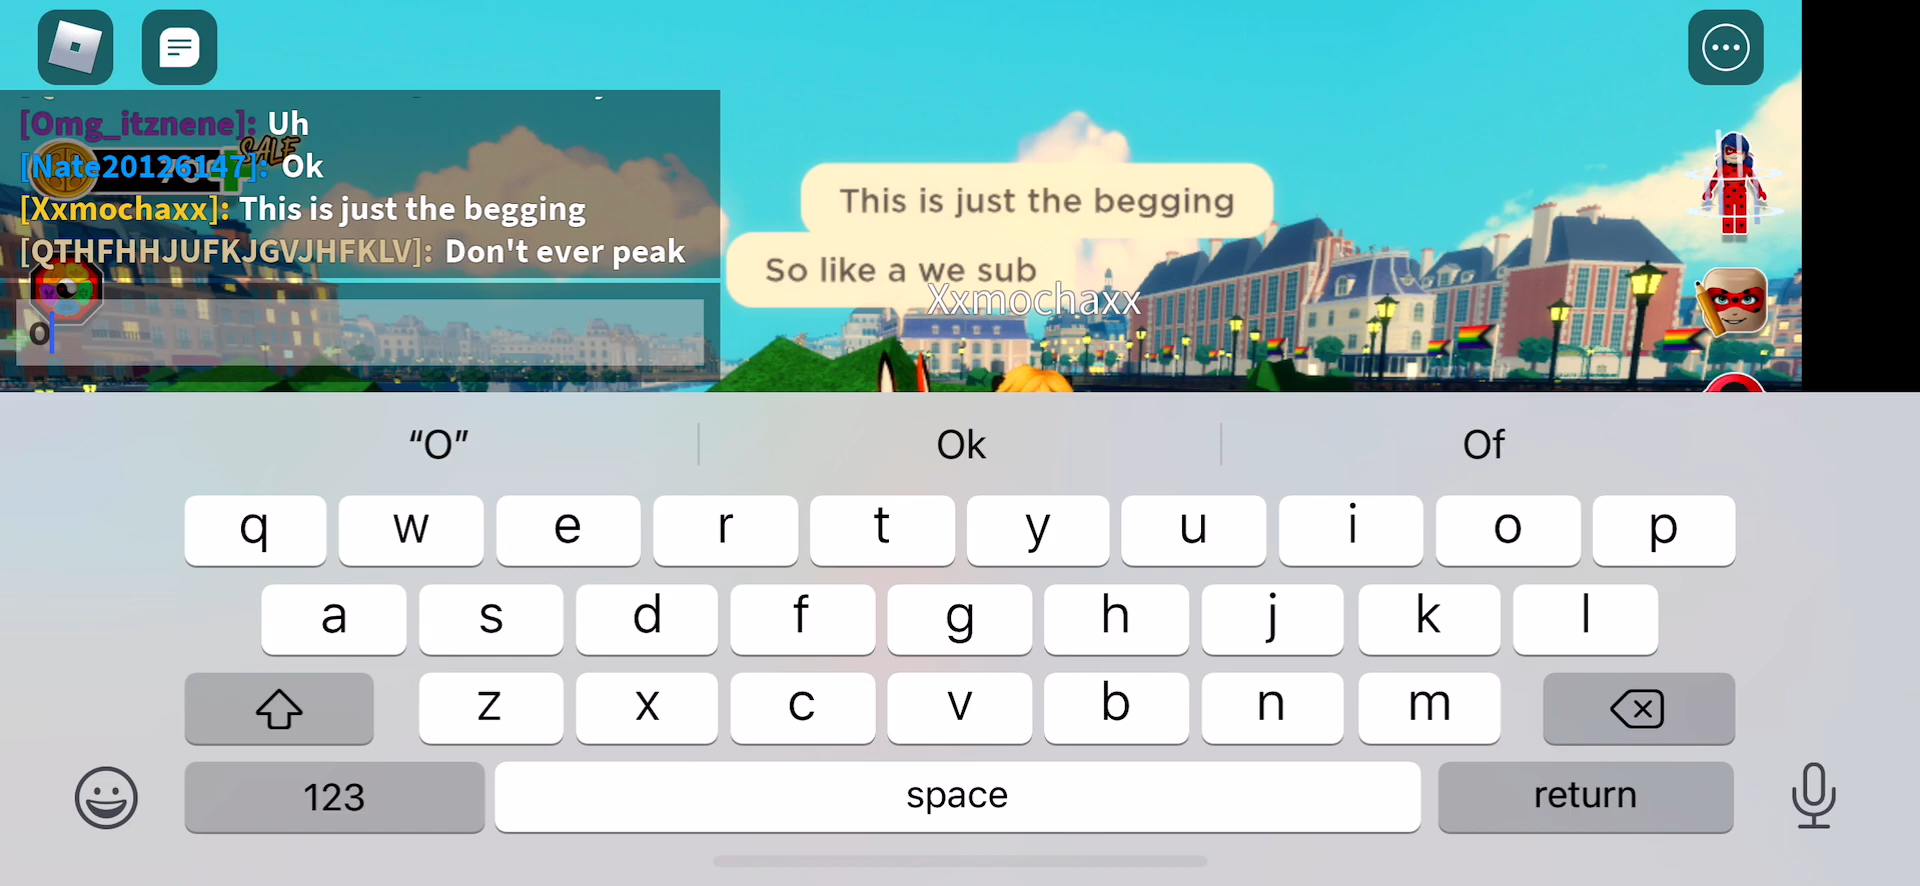 [Omg_itznene]: Uh
SALE
[Nate20126147]: Ok
[Xxmochaxx]: This is just the begging
[QTHFHHJUFKJGVJHFKLV]: Don't ever peak
O
This is just the begging
So like a we sub
Xxmochaxx
“O”
Ok
Of
q w e r t y u i o p
a s d f g h j k l
z x c v b n m
123
space
return